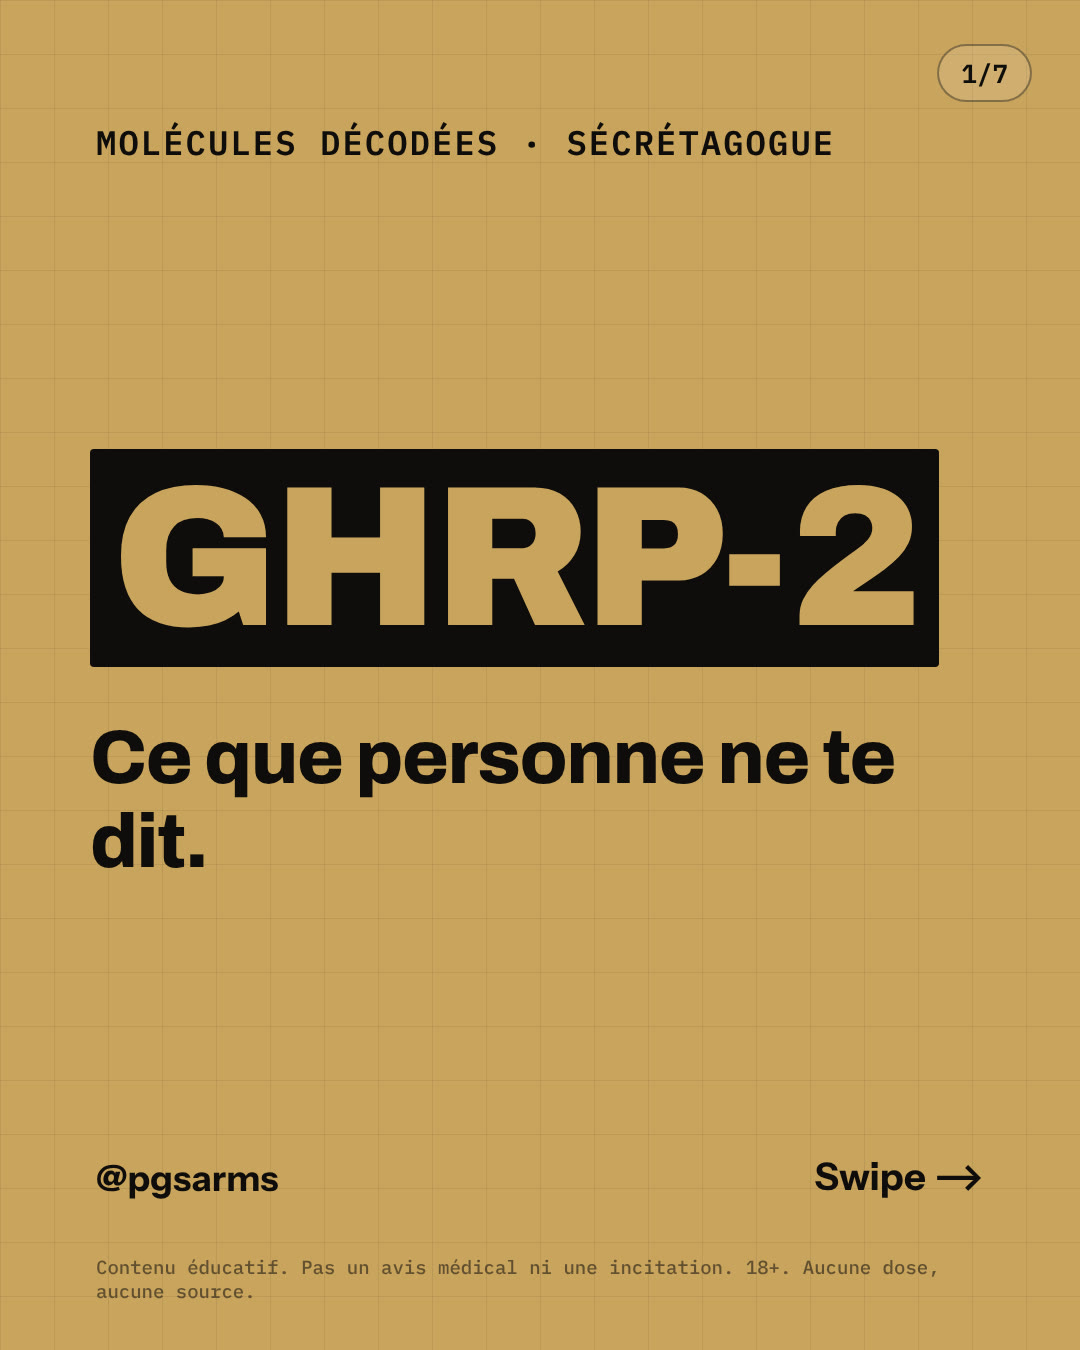 1/7
MOLÉCULES DÉCODÉES · SÉCRÉTAGOGUE
GHRP-2
Ce que personne ne te
dit.
@pgsarms
Swipe →
Contenu éducatif. Pas un avis médical ni une incitation. 18+. Aucune dose,
aucune source.